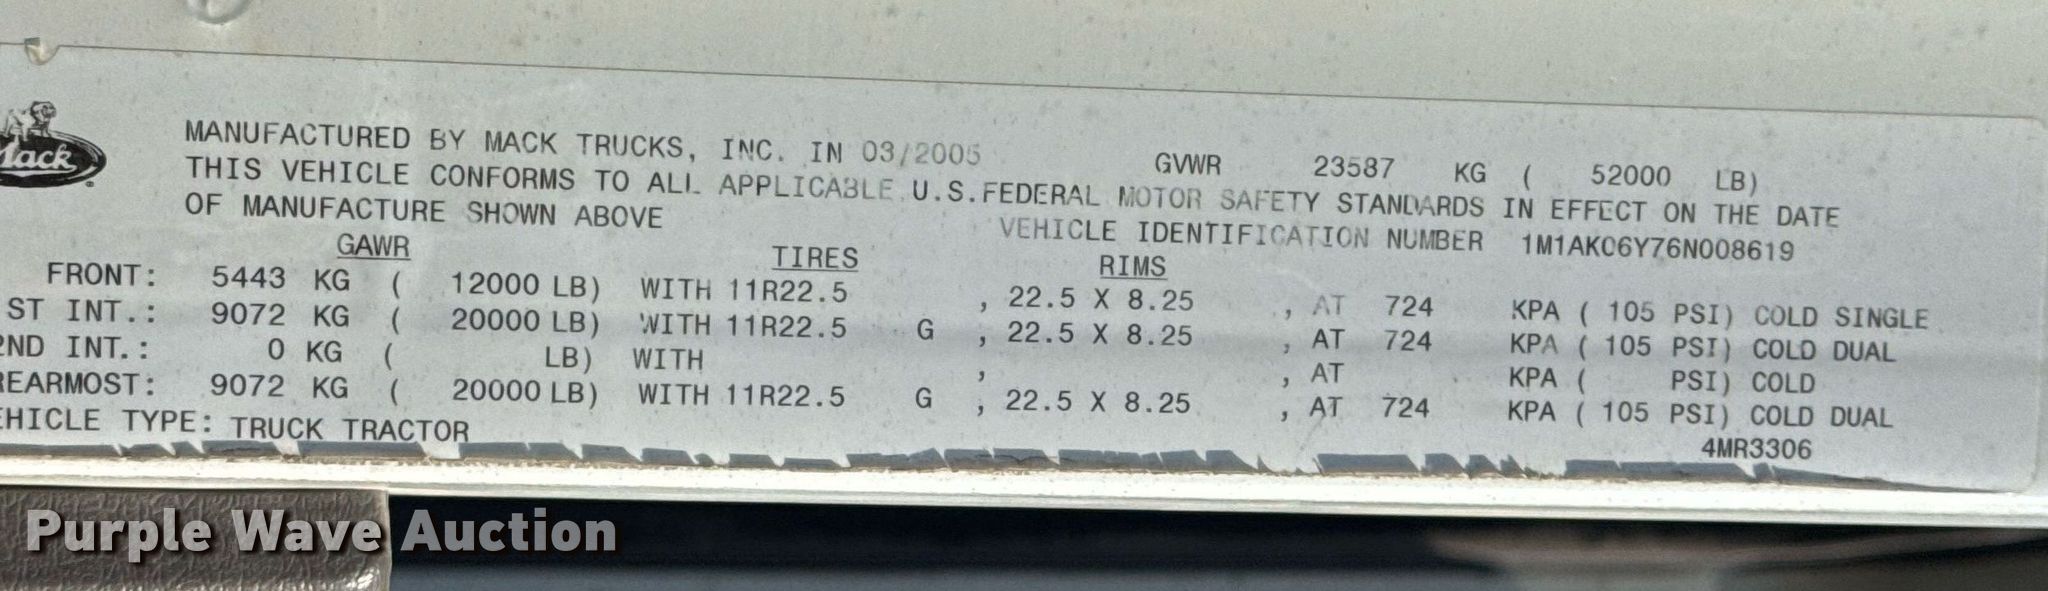 Mack
MANUFACTURED BY MACK TRUCKS, INC. IN 03/2005 GVWR 23587 KG ( 52000 LB)
THIS VEHICLE CONFORMS TO ALL APPLICABLE U.S.FEDERAL MOTOR SAFETY STANDARDS IN EFFECT ON THE DATE
OF MANUFACTURE SHOWN ABOVE VEHICLE IDENTIFICATION NUMBER 1M1AK06Y76N008619
GAWR TIRES RIMS
FRONT: 5443 KG ( 12000 LB) WITH 11R22.5 , 22.5 X 8.25 , AT 724 KPA ( 105 PSI) COLD SINGLE
ST INT.: 9072 KG ( 20000 LB) WITH 11R22.5 G , 22.5 X 8.25 , AT 724 KPA ( 105 PSI) COLD DUAL
2ND INT.: 0 KG ( LB) WITH , , AT KPA ( PSI) COLD
REARMOST: 9072 KG ( 20000 LB) WITH 11R22.5 G , 22.5 X 8.25 , AT 724 KPA ( 105 PSI) COLD DUAL
EHICLE TYPE: TRUCK TRACTOR
4MR3306
Purple Wave Auction